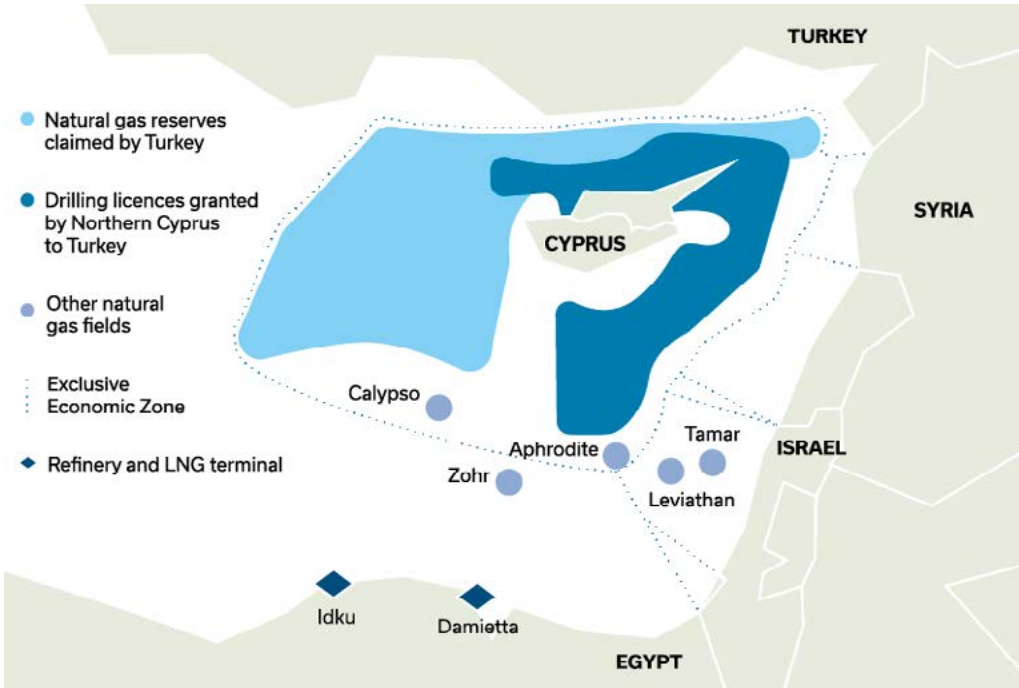 TURKEY
Natural gas reserves
claimed by Turkey
Drilling licences granted
by Northern Cyprus
to Turkey
SYRIA
CYPRUS
Other natural
gas fields
Exclusive
Economic Zone
Calypso
Aphrodite
Tamar
ISRAEL
Refinery and LNG terminal
Zohr
Leviathan
Idku
Damietta
EGYPT